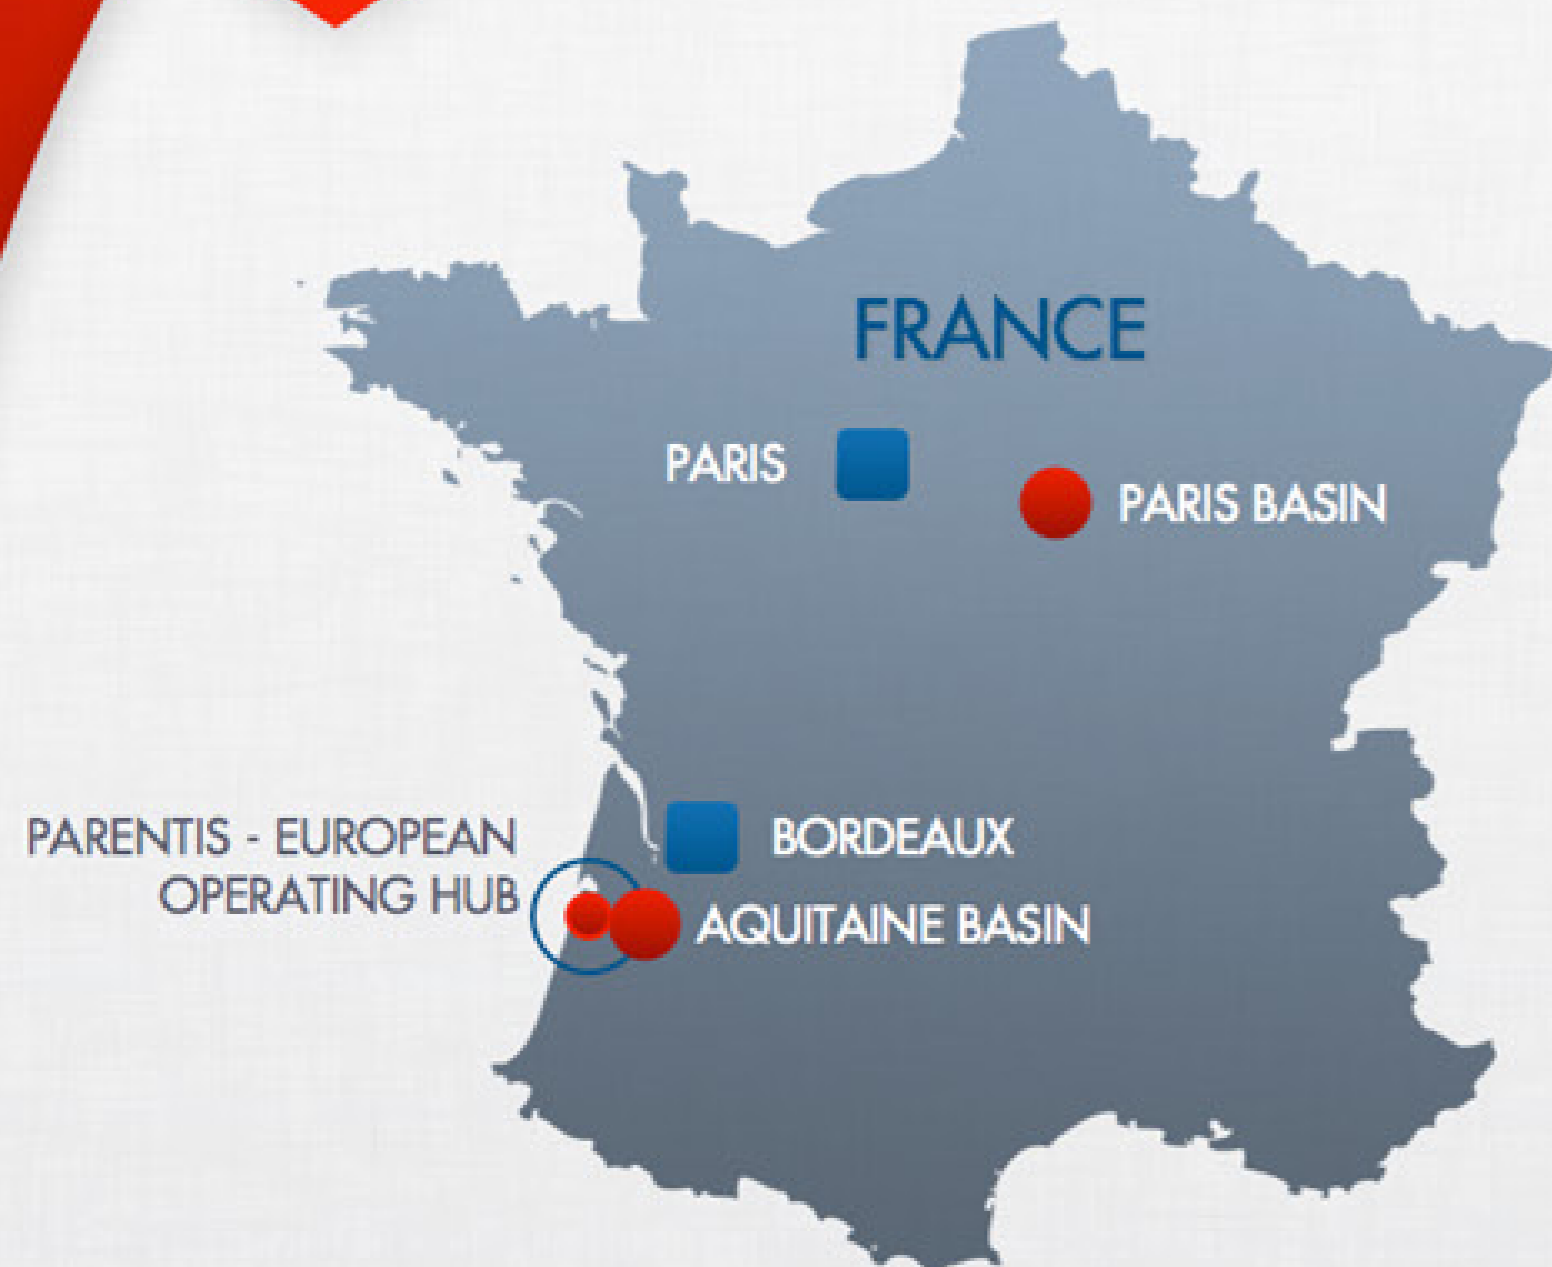 FRANCE
PARIS
PARIS BASIN
PARENTIS - EUROPEAN
OPERATING HUB
BORDEAUX
AQUITAINE BASIN